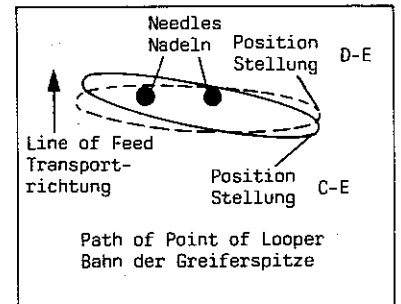 Needles
Nadeln
Position
Stellung
D-E
Line of Feed
Transport-
richtung
Position
Stellung
C-E
Path of Point of Looper
Bahn der Greiferspitze